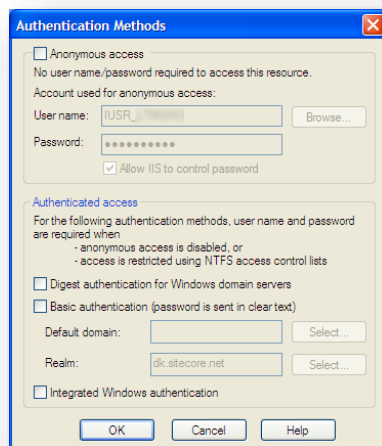 Authentication Methods
Anonymous access
No user name/password required to access this resource.
Account used for anonymous access:
User name: IUSR_ Browse...
Password: ••••••••••
Allow IIS to control password
Authenticated access
For the following authentication methods, user name and password
are required when
- anonymous access is disabled, or
- access is restricted using NTFS access control lists
Digest authentication for Windows domain servers
Basic authentication (password is sent in clear text)
Default domain: Select...
Realm: dk.sitecore.net Select...
Integrated Windows authentication
OK Cancel Help